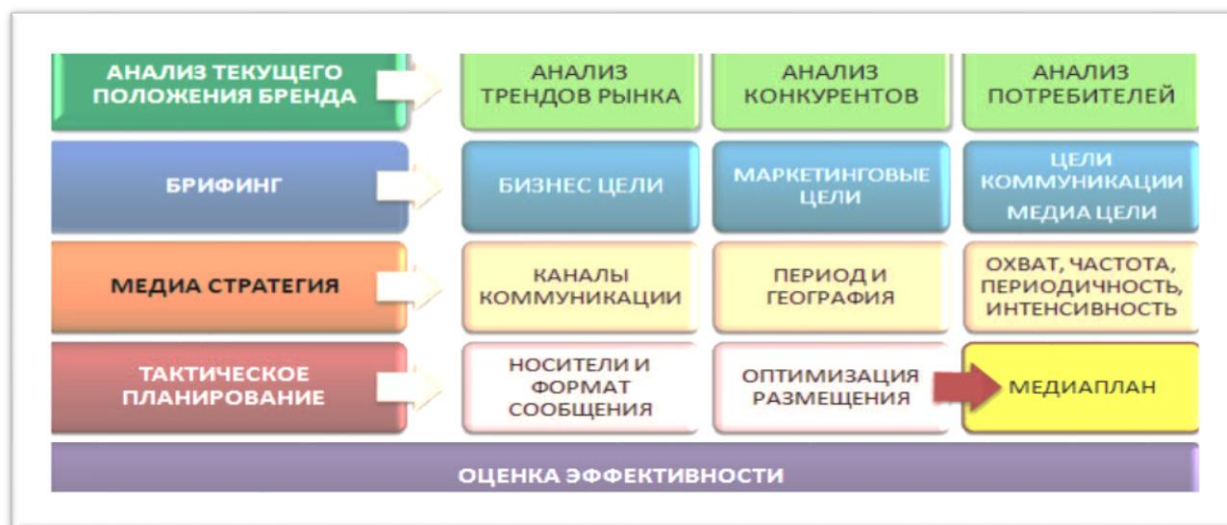 АНАЛИЗ ТЕКУЩЕГО
ПОЛОЖЕНИЯ БРЕНДА
АНАЛИЗ
ТРЕНДОВ РЫНКА
АНАЛИЗ
КОНКУРЕНТОВ
АНАЛИЗ
ПОТРЕБИТЕЛЕЙ
БРИФИНГ
БИЗНЕС ЦЕЛИ
МАРКЕТИНГОВЫЕ
ЦЕЛИ
ЦЕЛИ
КОММУНИКАЦИИ
МЕДИА ЦЕЛИ
МЕДИА СТРАТЕГИЯ
КАНАЛЫ
КОММУНИКАЦИИ
ПЕРИОД И
ГЕОГРАФИЯ
ОХВАТ, ЧАСТОТА,
ПЕРИОДИЧНОСТЬ,
ИНТЕНСИВНОСТЬ
ТАКТИЧЕСКОЕ
ПЛАНИРОВАНИЕ
НОСИТЕЛИ И
ФОРМАТ
СООБЩЕНИЯ
ОПТИМИЗАЦИЯ
РАЗМЕЩЕНИЯ
МЕДИАПЛАН
ОЦЕНКА ЭФФЕКТИВНОСТИ